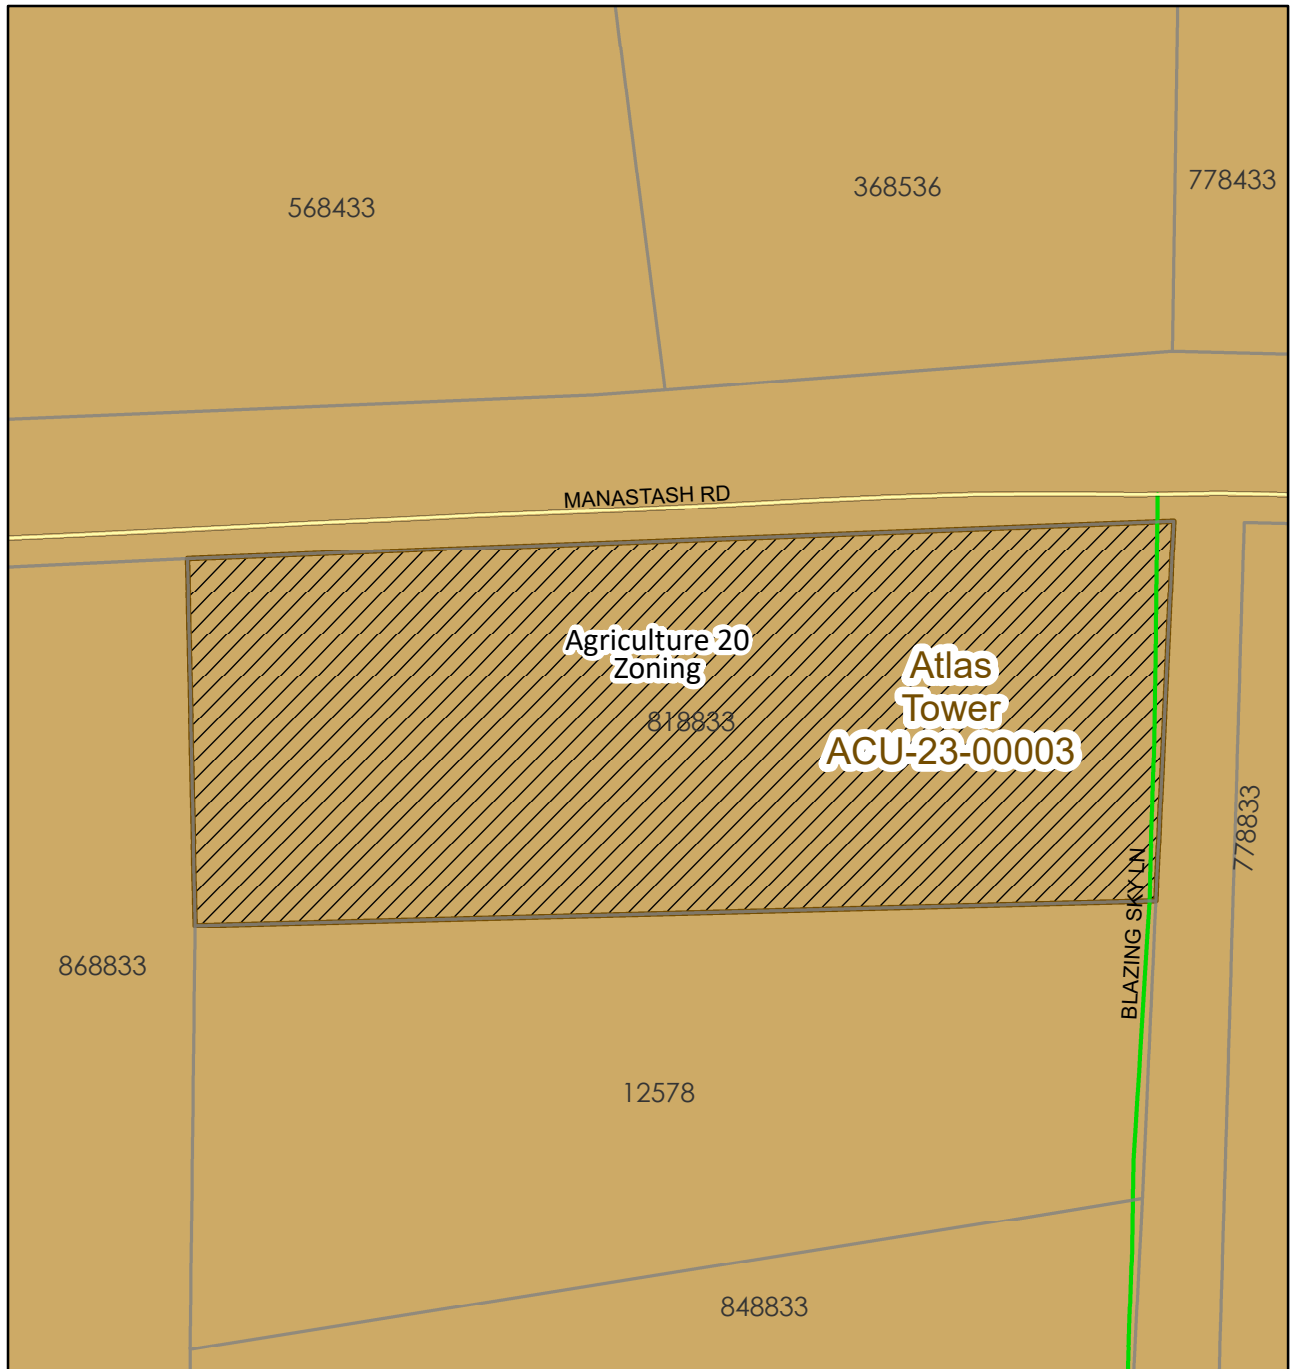 778433
368536
568433
MANASTASH RD
Agriculture 20
Zoning
Atlas
Tower
ACU-23-00003
818833
778833
BLAZING SKY LN
868833
12578
848833